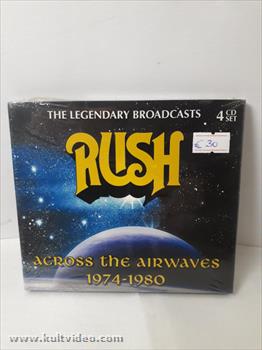 THE LEGENDARY BROADCASTS
4 CD SET
RUSH
€ 30
ACROSS THE AIRWAVES
1974-1980
www.kultvideo.com